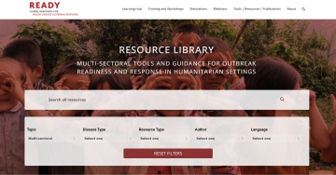 READY
Learning Hub
Training and Workshops
Simulations
Webinars
Tools / Resources / Publications
About
RESOURCE LIBRARY
MULTI-SECTORAL TOOLS AND GUIDANCE FOR OUTBREAK
READINESS AND RESPONSE IN HUMANITARIAN SETTINGS
Search all resources
Topic
Disease Type
Resource Type
Author
Language
Multi-sectoral
Select one
Select one
Select one
Select one
RESET FILTERS